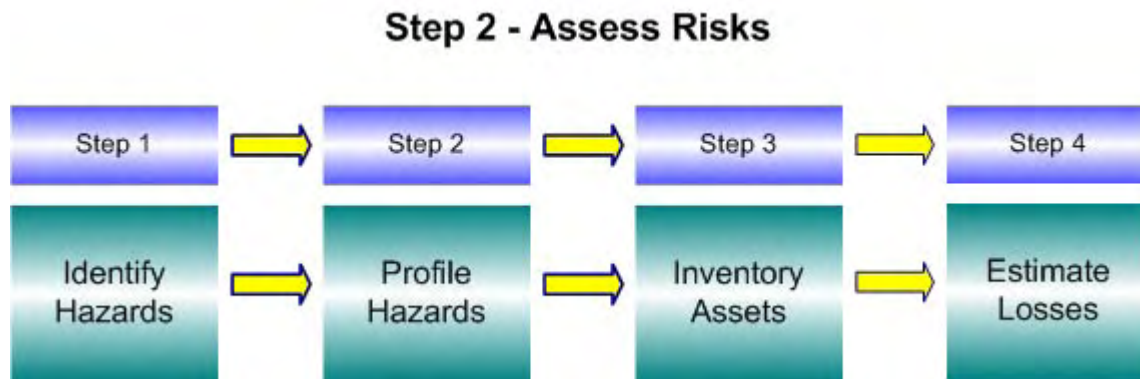 Step 2 - Assess Risks
Step 1
Step 2
Step 3
Step 4
Identify
Hazards
Profile
Hazards
Inventory
Assets
Estimate
Losses